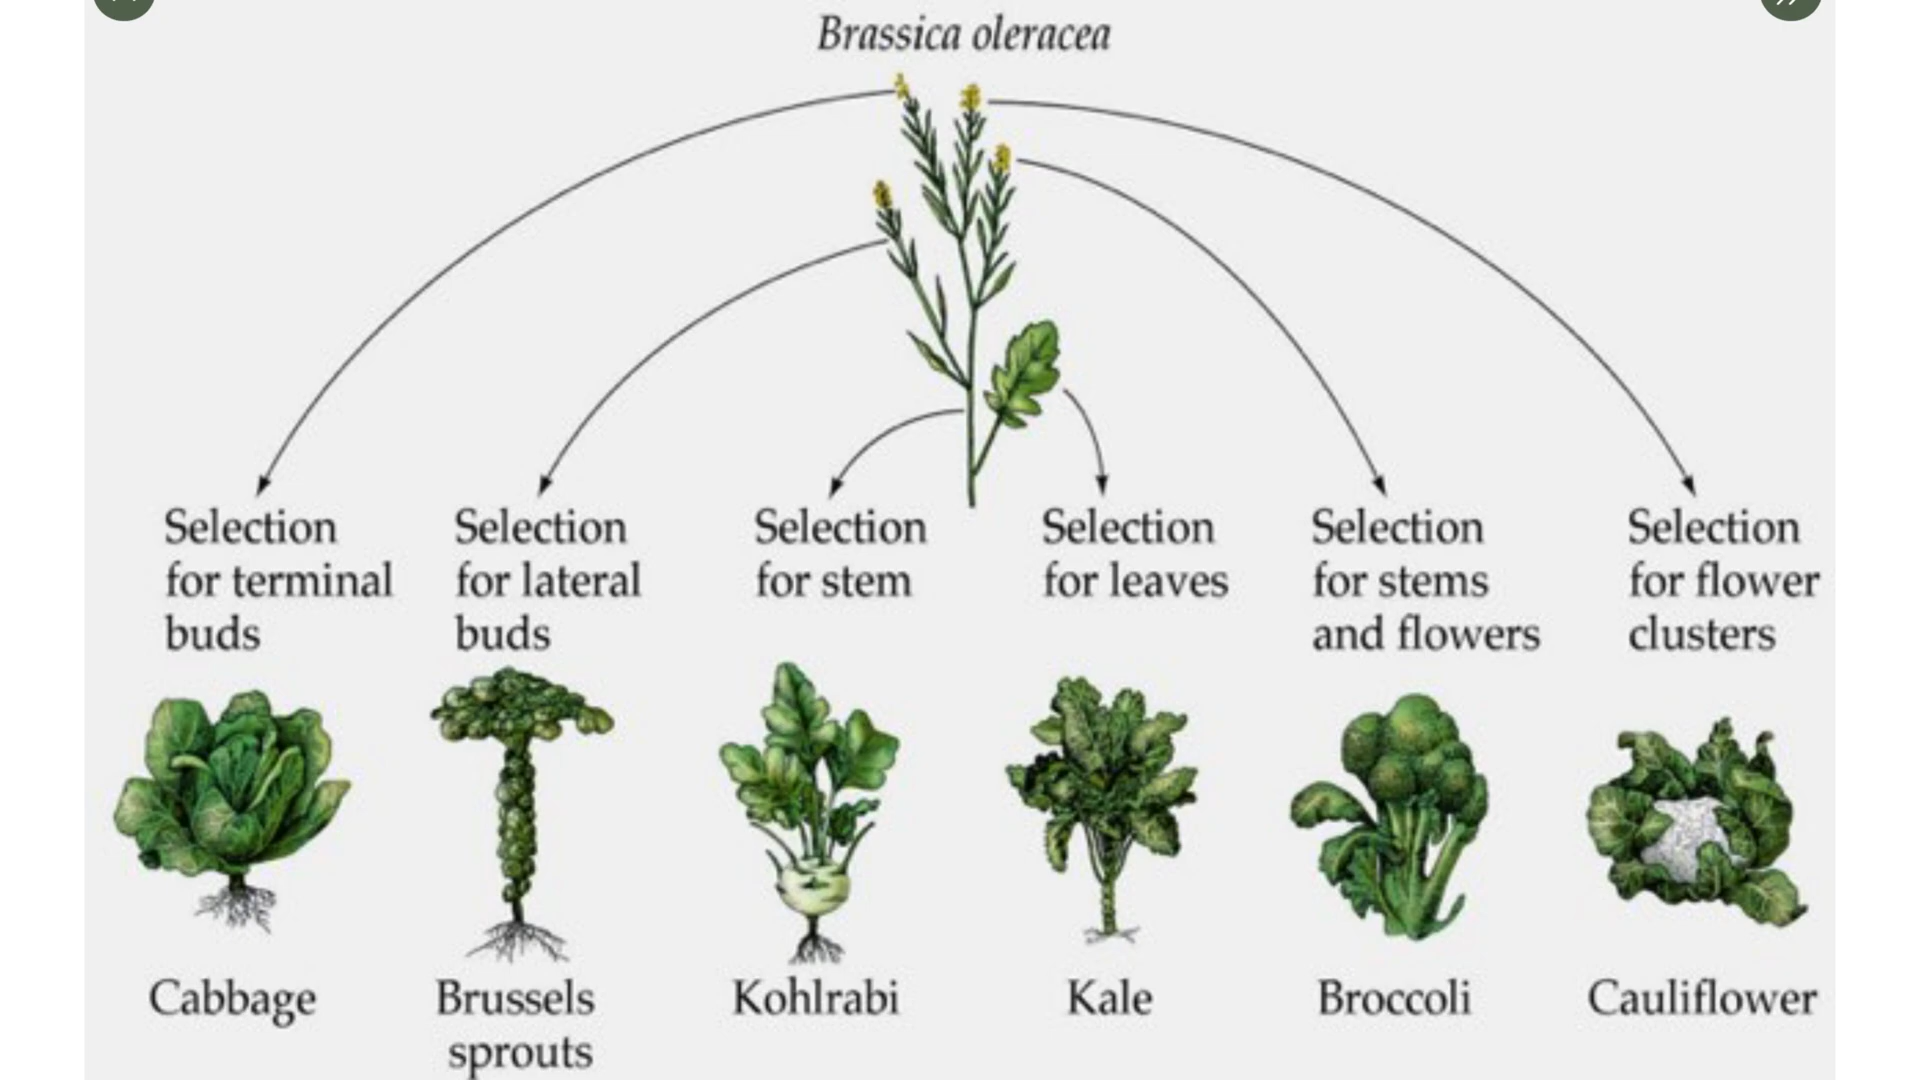 Brassica oleracea
Selection
for terminal
buds
Selection
for lateral
buds
Selection
for stem
Selection
for leaves
Selection
for stems
and flowers
Selection
for flower
clusters
Cabbage
Brussels
sprouts
Kohlrabi
Kale
Broccoli
Cauliflower